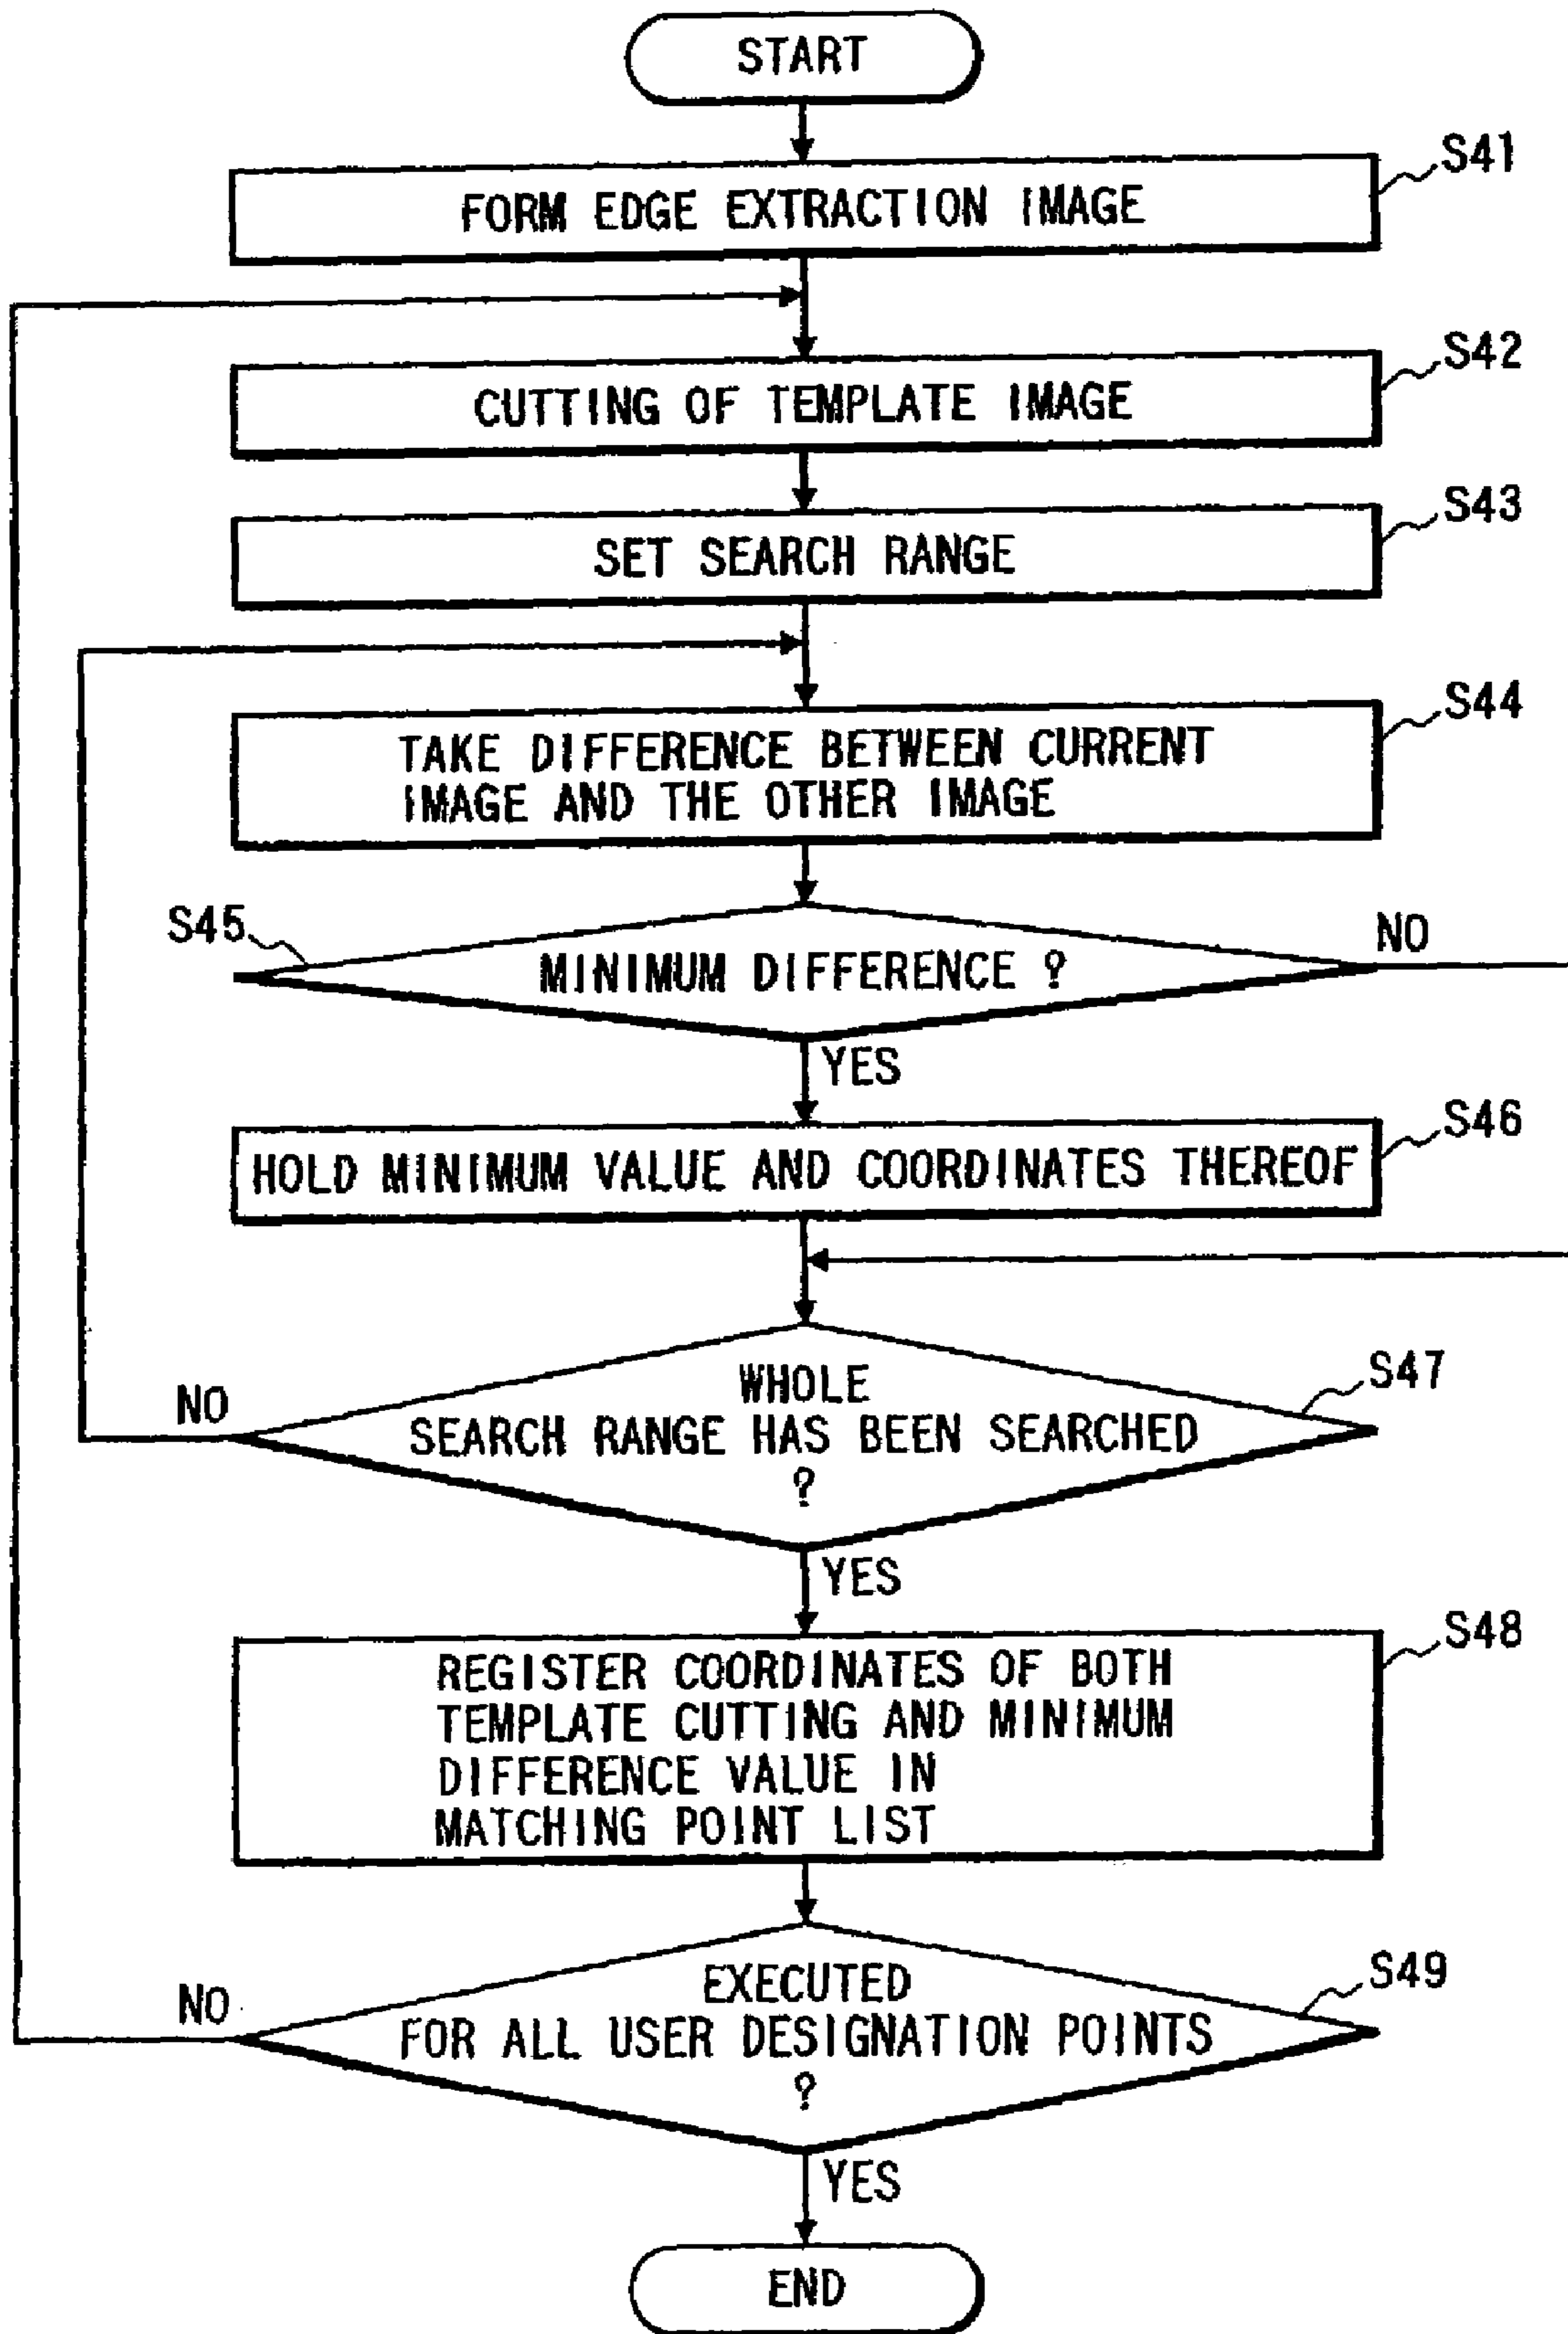 START
S41
FORM EDGE EXTRACTION IMAGE
S42
CUTTING OF TEMPLATE IMAGE
S43
SET SEARCH RANGE
S44
TAKE DIFFERENCE BETWEEN CURRENT
IMAGE AND THE OTHER IMAGE
S45
MINIMUM DIFFERENCE ?
NO
YES
S46
HOLD MINIMUM VALUE AND COORDINATES THEREOF
S47
WHOLE
SEARCH RANGE HAS BEEN SEARCHED
?
NO
YES
S48
REGISTER COORDINATES OF BOTH
TEMPLATE CUTTING AND MINIMUM
DIFFERENCE VALUE IN
MATCHING POINT LIST
S49
EXECUTED
FOR ALL USER DESIGNATION POINTS
?
NO
YES
END